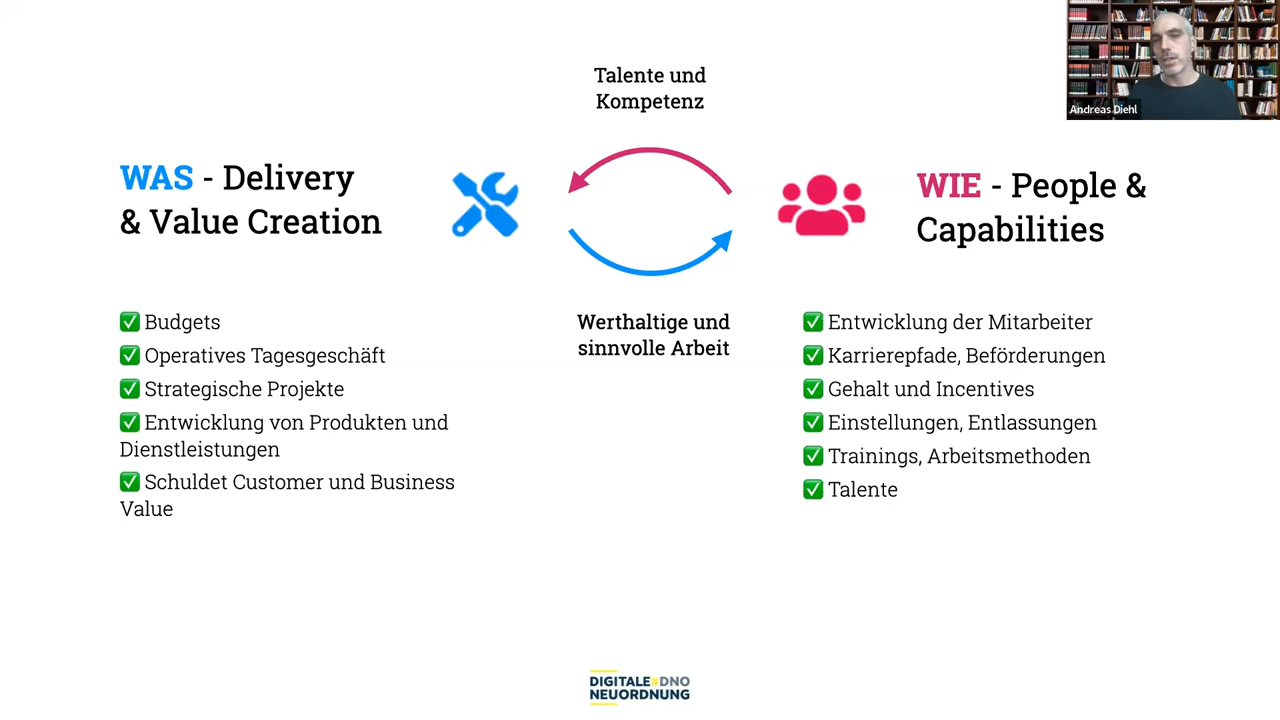 Talente und
Kompetenz
Andreas Diehl
WAS - Delivery
& Value Creation
WIE - People &
Capabilities
✅ Budgets
✅ Operatives Tagesgeschäft
✅ Strategische Projekte
✅ Entwicklung von Produkten und
Dienstleistungen
✅ Schuldet Customer und Business
Value
Werthaltige und
sinnvolle Arbeit
✅ Entwicklung der Mitarbeiter
✅ Karrierepfade, Beförderungen
✅ Gehalt und Incentives
✅ Einstellungen, Entlassungen
✅ Trainings, Arbeitsmethoden
✅ Talente
DIGITALE#DNO
NEUORDNUNG